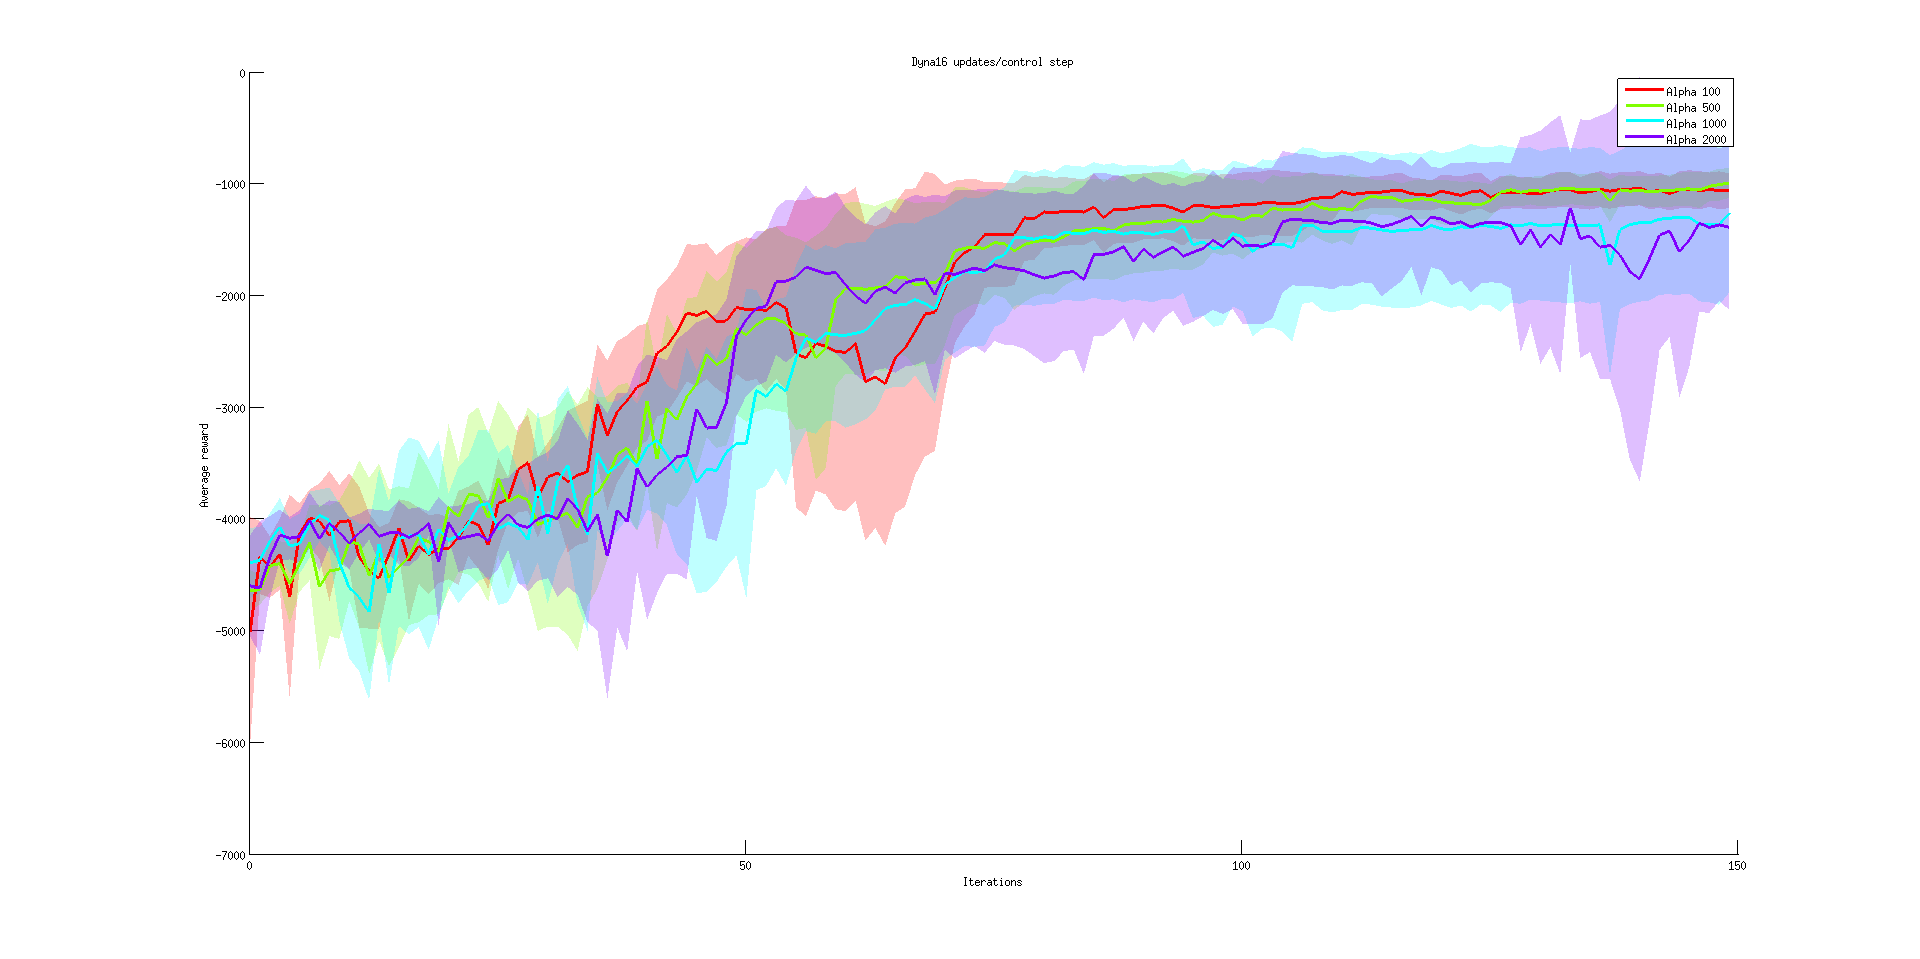 Dyna16 updates/control step
0
-1000
-2000
-3000
-4000
-5000
-6000
-7000
Average reward
0
50
100
150
Iterations
Alpha 100
Alpha 500
Alpha 1000
Alpha 2000